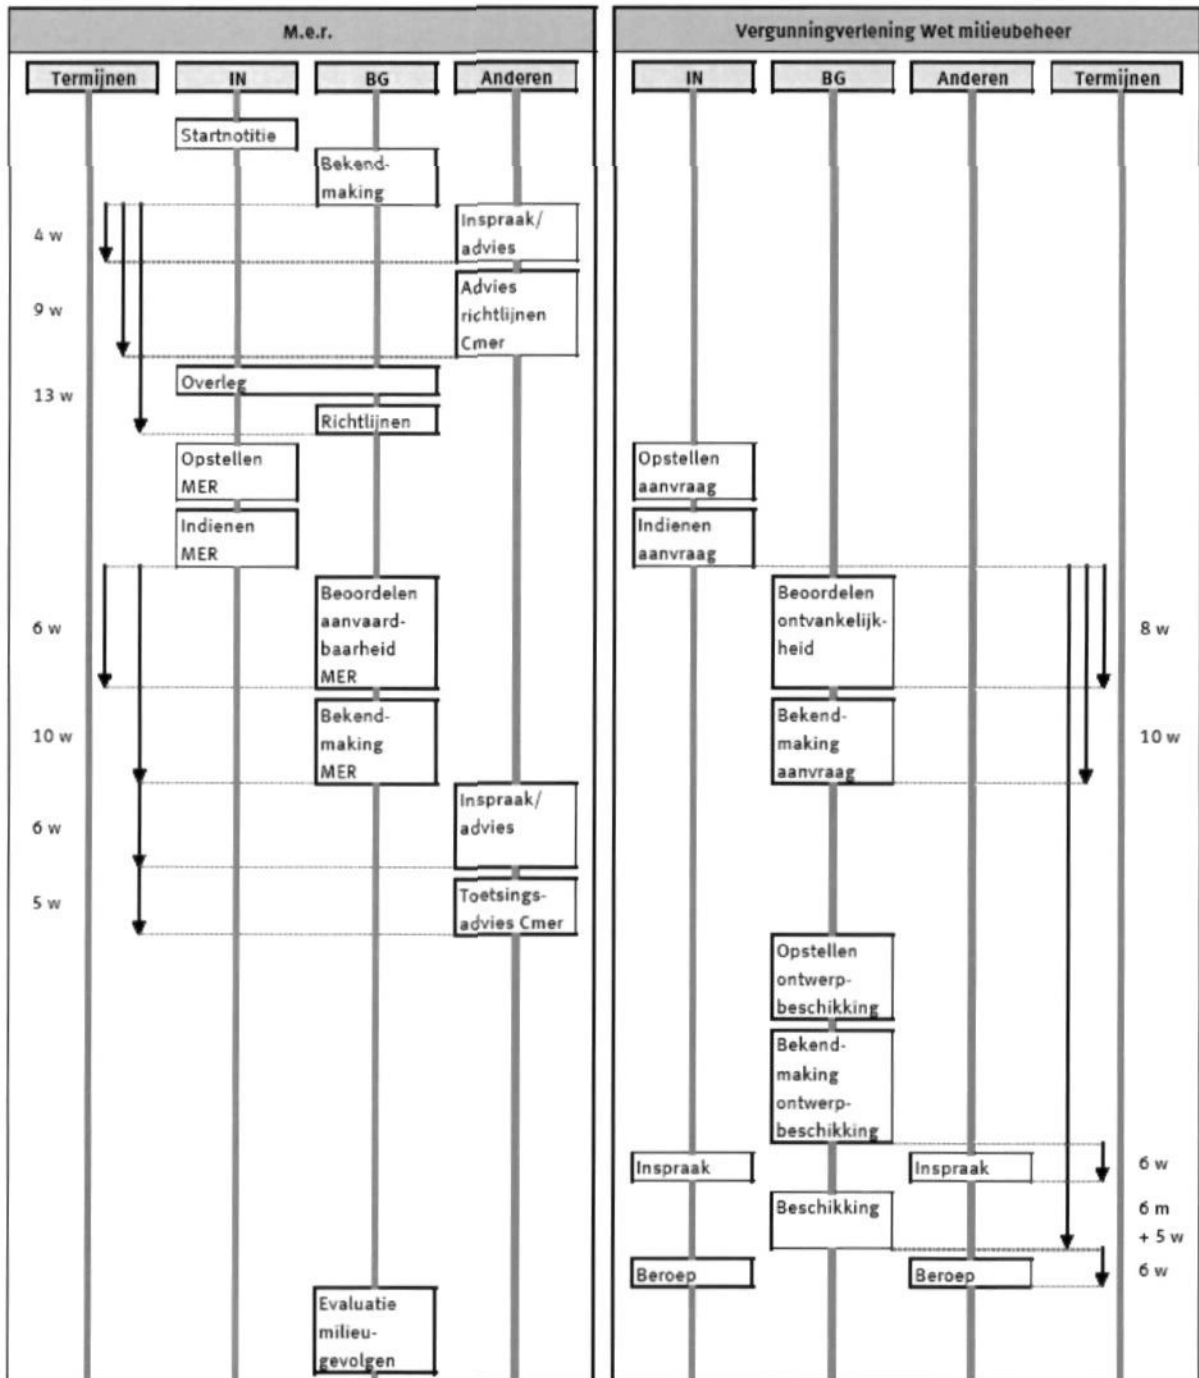 M.e.r.
Vergunningverlening Wet milieubeheer
Termijnen
IN
BG
Anderen
IN
BG
Anderen
Termijnen
Startnotitie
Bekend-
making
4 w
Inspraak/
advies
9 w
Advies
richtlijnen
Cmer
13 w
Overleg
Richtlijnen
Opstellen
MER
Opstellen
aanvraag
Indienen
MER
Indienen
aanvraag
6 w
Beoordelen
aanvaard-
baarheid
MER
Beoordelen
ontvankelijk-
heid
8 w
10 w
Bekend-
making
MER
Bekend-
making
aanvraag
10 w
6 w
Inspraak/
advies
5 w
Toetsings-
advies Cmer
Opstellen
ontwerp-
beschikking
Bekend-
making
ontwerp-
beschikking
Inspraak
Inspraak
6 w
Beschikking
6 m
+ 5 w
Beroep
Beroep
6 w
Evaluatie
milieu-
gevolgen